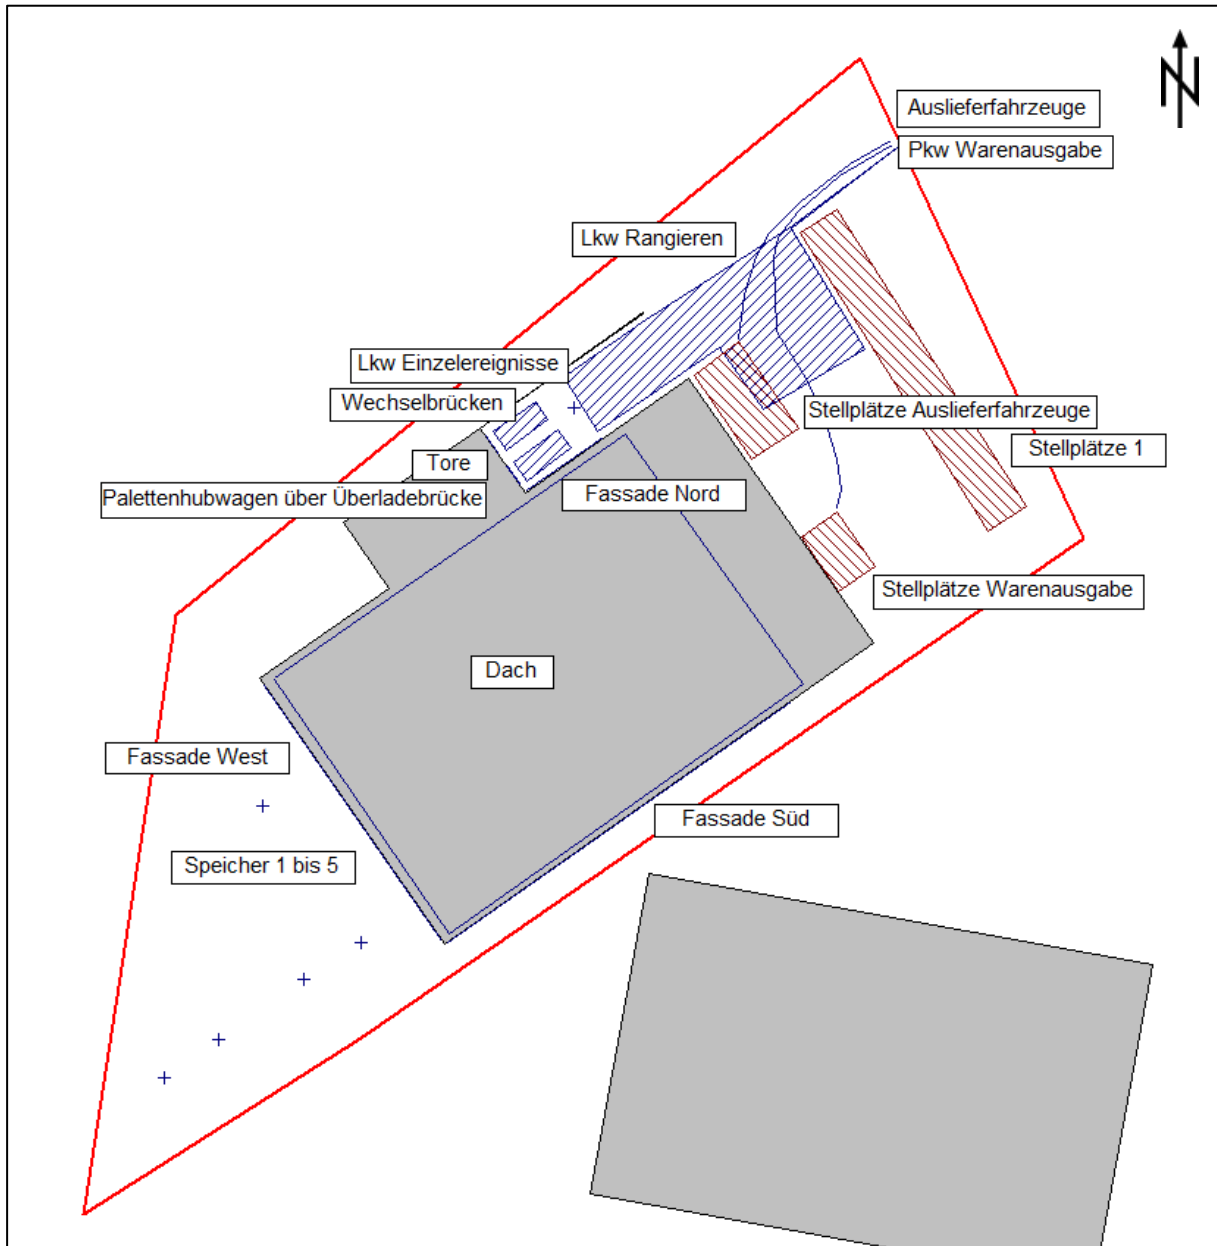 Auslieferfahrzeuge
N
Pkw Warenausgabe
Lkw Rangieren
Lkw Einzelereignisse
Wechselbrücken
Stellplätze Auslieferfahrzeuge
Stellplätze 1
Tore
Palettenhubwagen über Überladebrücke
Fassade Nord
Stellplätze Warenausgabe
Dach
Fassade West
Fassade Süd
Speicher 1 bis 5